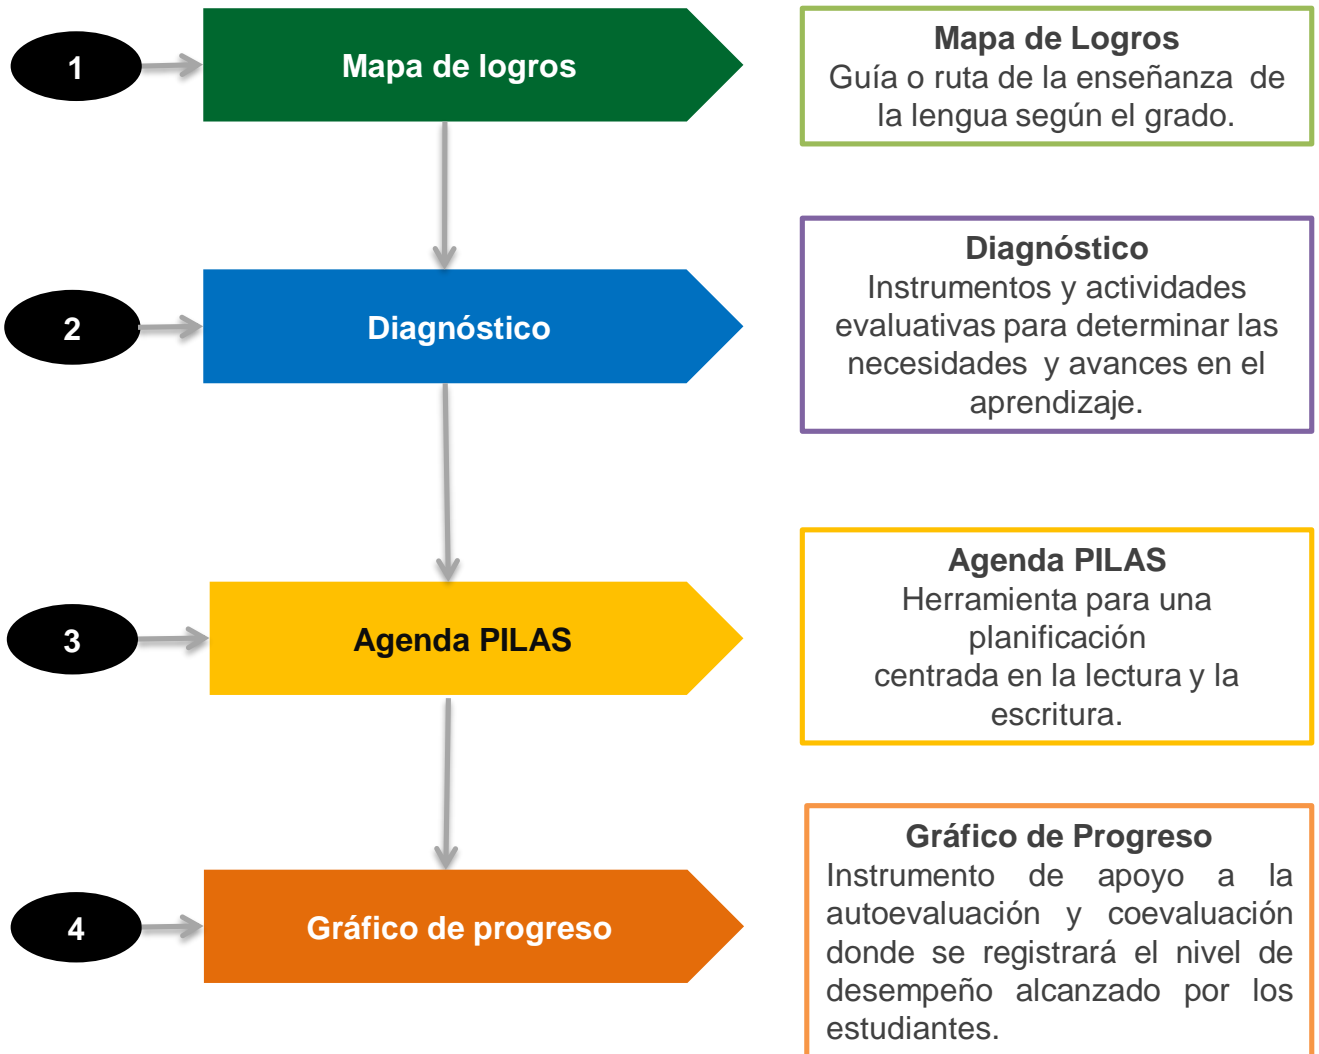 1
Mapa de logros
Mapa de Logros
Guía o ruta de la enseñanza de
la lengua según el grado.
2
Diagnóstico
Diagnóstico
Instrumentos y actividades
evaluativas para determinar las
necesidades y avances en el
aprendizaje.
3
Agenda PILAS
Agenda PILAS
Herramienta para una
planificación
centrada en la lectura y la
escritura.
4
Gráfico de progreso
Gráfico de Progreso
Instrumento de apoyo a la
autoevaluación y coevaluación
donde se registrará el nivel de
desempeño alcanzado por los
estudiantes.